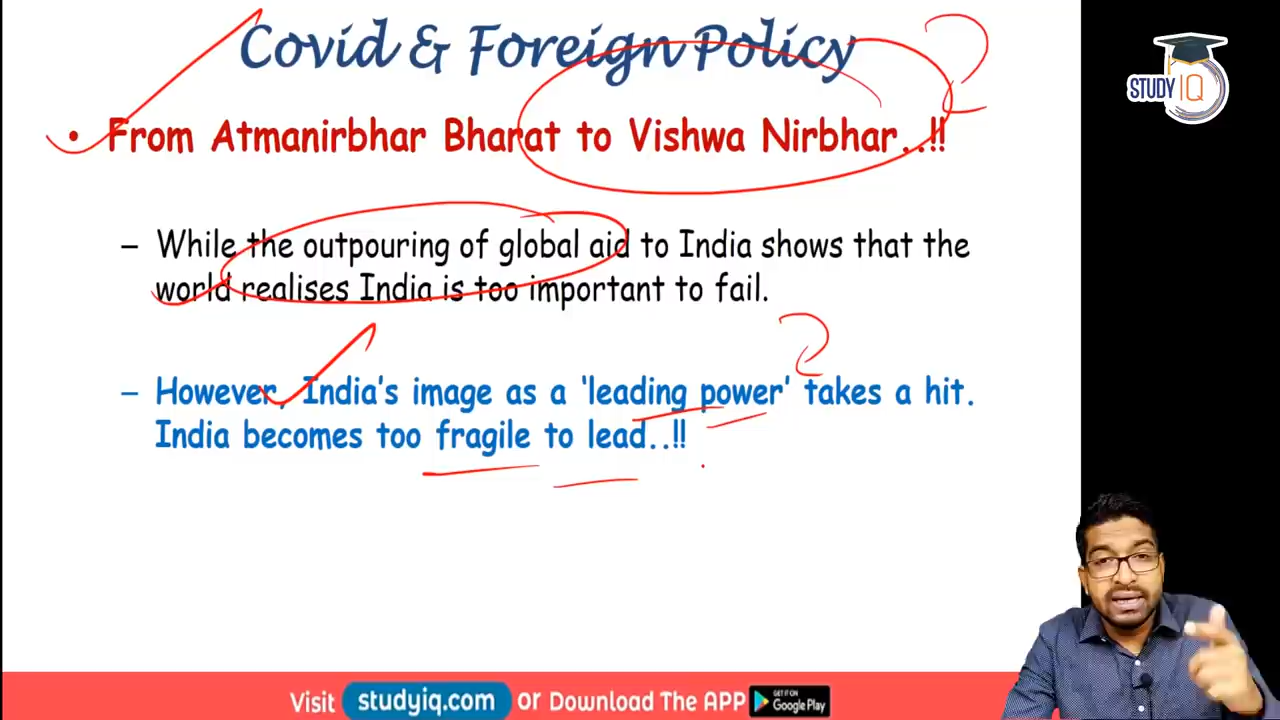 Covid & Foreign Policy
STUDY IQ
• From Atmanirbhar Bharat to Vishwa Nirbhar..!!
– While the outpouring of global aid to India shows that the
world realises India is too important to fail.
– However, India's image as a 'leading power' takes a hit.
India becomes too fragile to lead..!!
Visit studyiq.com or Download The APP GET IT ON Google Play